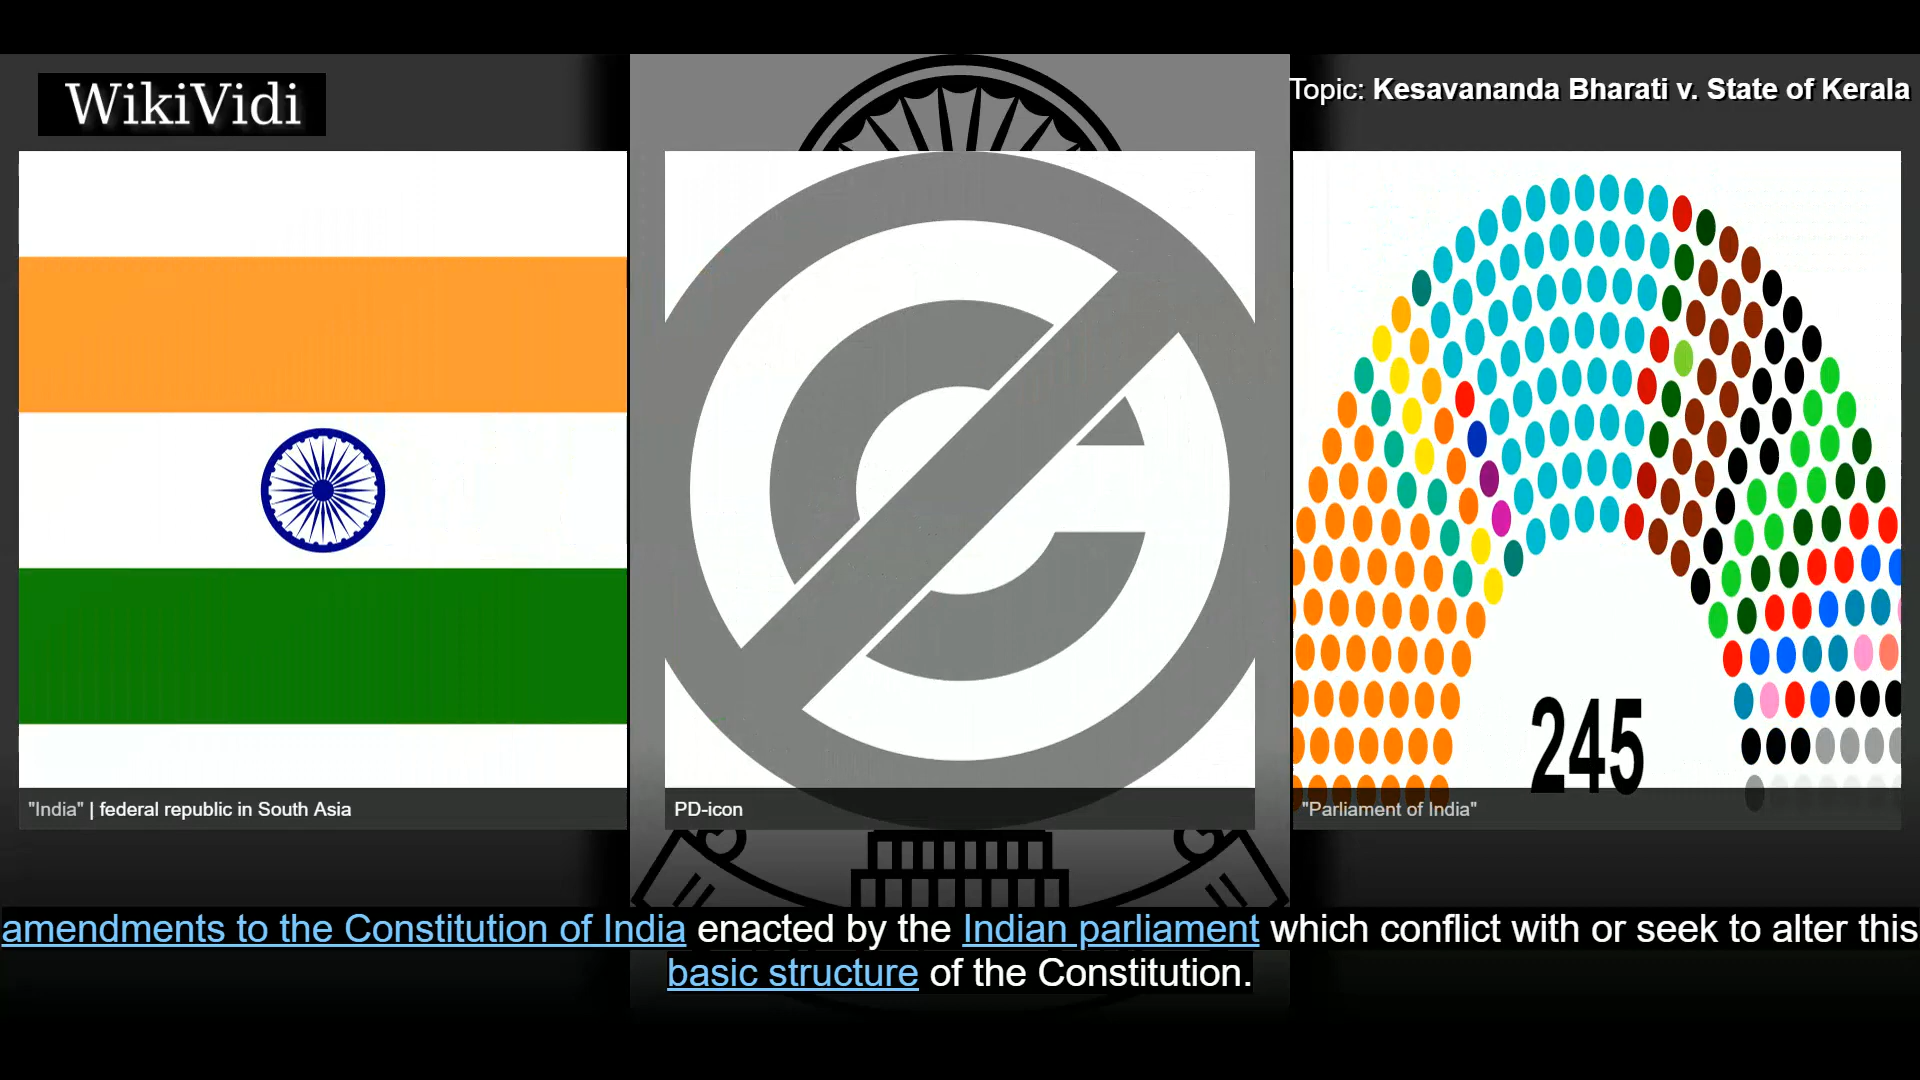 WikiVidi
Topic: Kesavananda Bharati v. State of Kerala
245
"India" | federal republic in South Asia
PD-icon
"Parliament of India"
amendments to the Constitution of India enacted by the Indian parliament which conflict with or seek to alter this
basic structure of the Constitution.